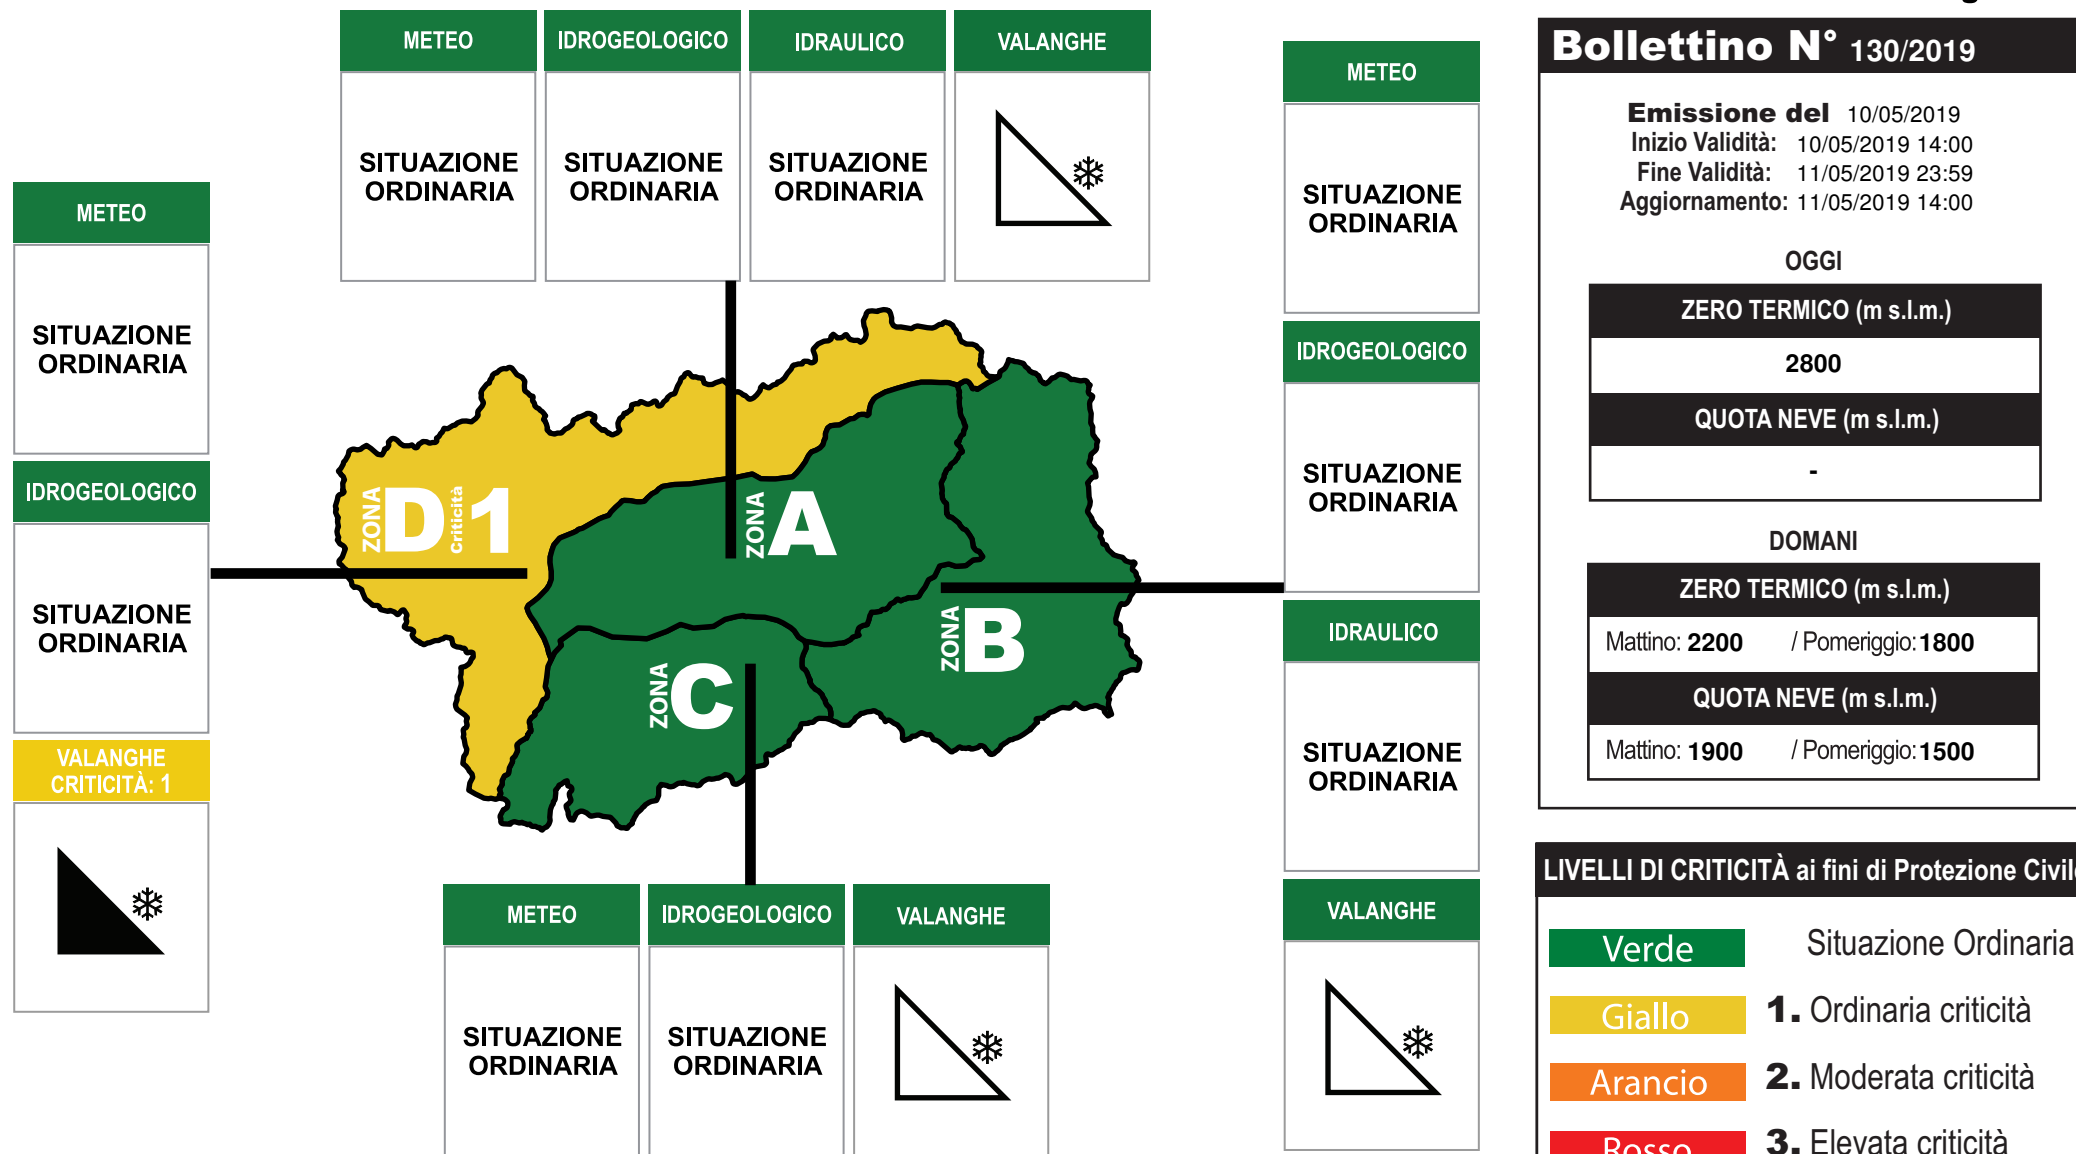 METEO
SITUAZIONE
ORDINARIA
IDROGEOLOGICO
SITUAZIONE
ORDINARIA
IDRAULICO
SITUAZIONE
ORDINARIA
VALANGHE
METEO
SITUAZIONE
ORDINARIA
IDROGEOLOGICO
SITUAZIONE
ORDINARIA
VALANGHE
CRITICITÀ: 1
ZONA D Criticità 1
ZONA A
ZONA B
ZONA C
METEO
SITUAZIONE
ORDINARIA
IDROGEOLOGICO
SITUAZIONE
ORDINARIA
VALANGHE
METEO
SITUAZIONE
ORDINARIA
IDROGEOLOGICO
SITUAZIONE
ORDINARIA
IDRAULICO
SITUAZIONE
ORDINARIA
VALANGHE
Bollettino N° 130/2019
Emissione del 10/05/2019
Inizio Validità: 10/05/2019 14:00
Fine Validità: 11/05/2019 23:59
Aggiornamento: 11/05/2019 14:00
OGGI
ZERO TERMICO (m s.l.m.)
2800
QUOTA NEVE (m s.l.m.)
-
DOMANI
ZERO TERMICO (m s.l.m.)
Mattino: 2200 / Pomeriggio: 1800
QUOTA NEVE (m s.l.m.)
Mattino: 1900 / Pomeriggio: 1500
LIVELLI DI CRITICITÀ ai fini di Protezione Civile
Verde Situazione Ordinaria
Giallo 1. Ordinaria criticità
Arancio 2. Moderata criticità
Rosso 3. Elevata criticità